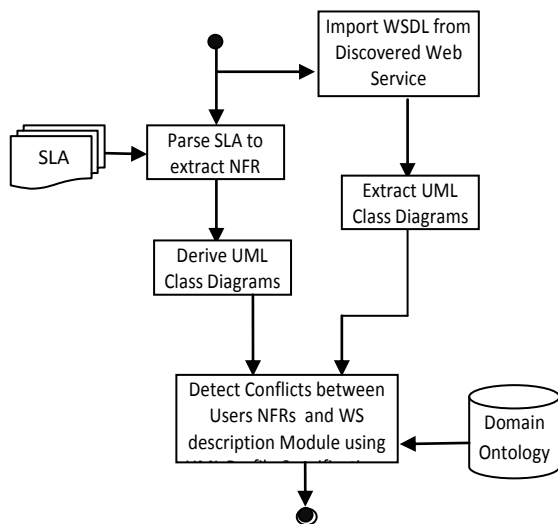 Import WSDL from
Discovered Web
Service
SLA
Parse SLA to
extract NFR
Extract UML
Class Diagrams
Derive UML
Class Diagrams
Detect Conflicts between
Users NFRs and WS
description Module using
Domain
Ontology